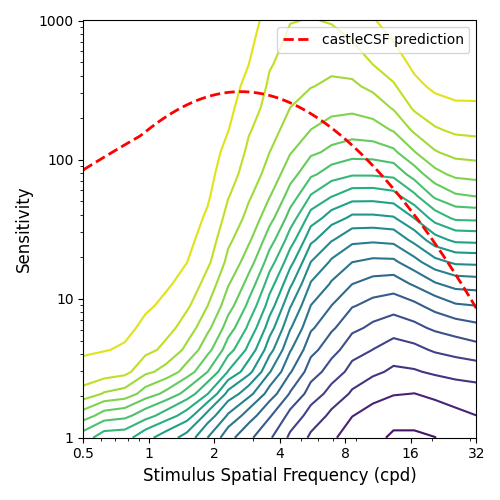 1000
castleCSF prediction
100
10
1
Sensitivity
0.5 1 2 4 8 16 32
Stimulus Spatial Frequency (cpd)